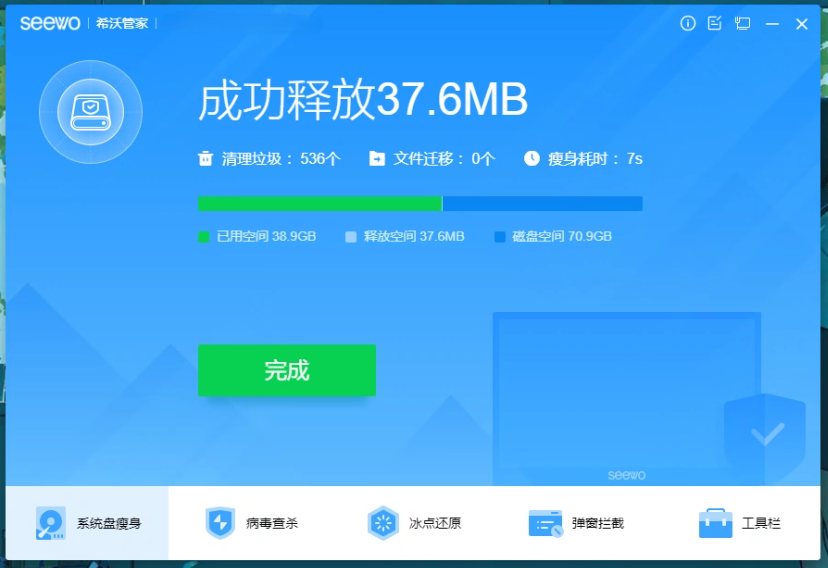 seewo 希沃管家
成功释放37.6MB
清理垃圾： 536个 文件迁移： 0个 瘦身耗时： 7s
已用空间 38.9GB 释放空间 37.6MB 磁盘空间 70.9GB
完成
seewo
系统盘瘦身 病毒查杀 冰点还原 弹窗拦截 工具栏